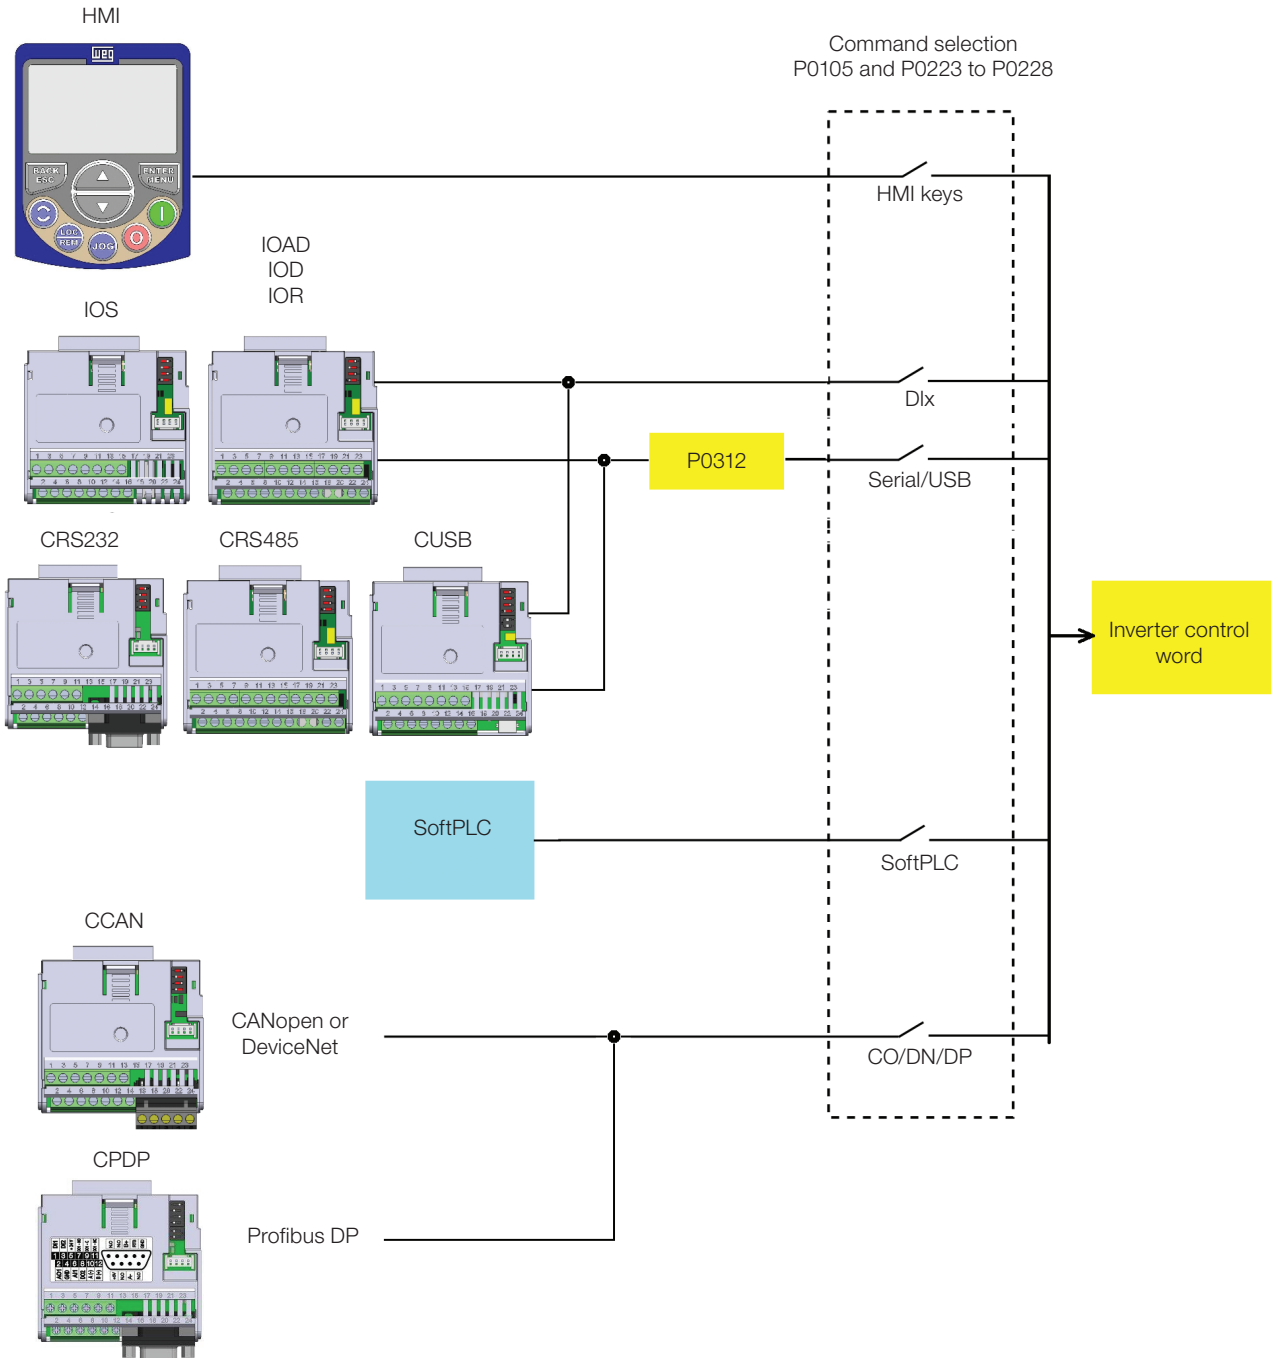 HMI
Command selection
P0105 and P0223 to P0228
WEG
BACK
ESC
ENTER
MENU
LOC
REM
JOG
HMI keys
IOAD
IOD
IOR
IOS
DIx
P0312
Serial/USB
CRS232
CRS485
CUSB
Inverter control
word
SoftPLC
SoftPLC
CCAN
CANopen or
DeviceNet
CO/DN/DP
CPDP
Profibus DP